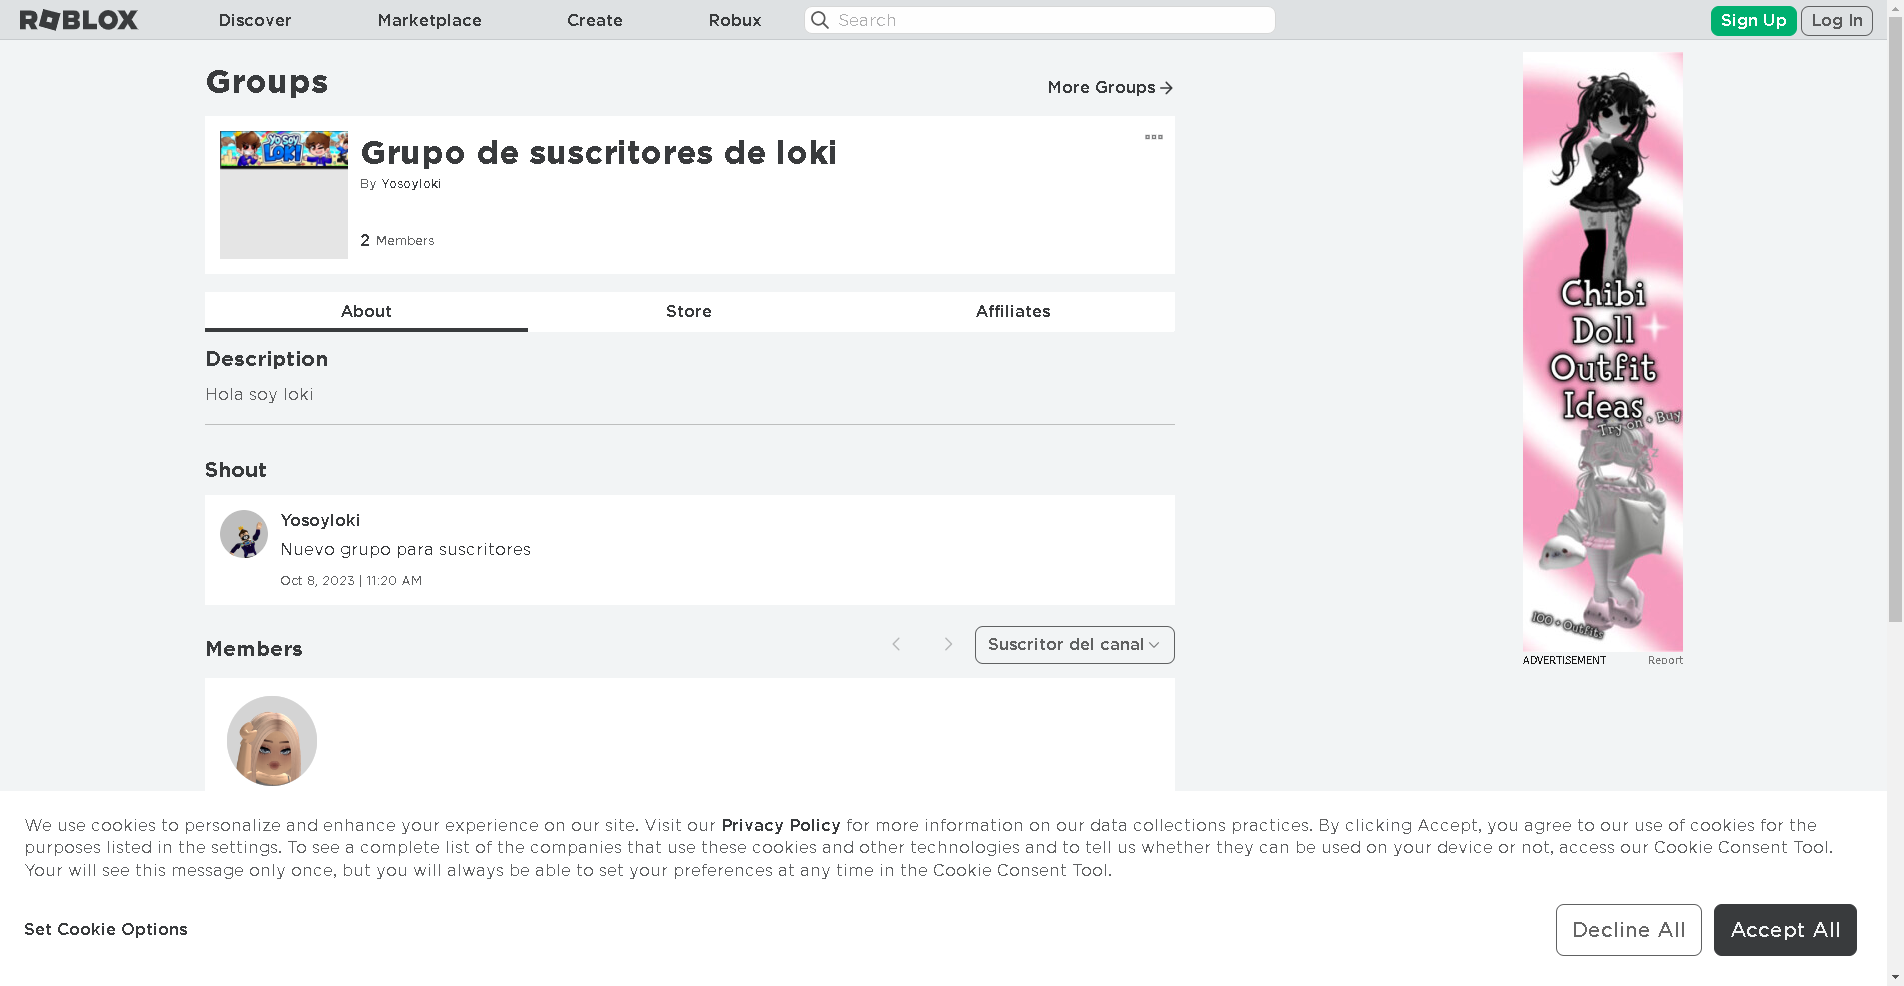 ROBLOX
Discover
Marketplace
Create
Robux
Search
Sign Up
Log In
Groups
More Groups
YO SOY
LOKI
Grupo de suscritores de loki
By Yosoyloki
2 Members
About
Store
Affiliates
Description
Hola soy loki
Shout
Yosoyloki
Nuevo grupo para suscritores
Oct 8, 2023 | 11:20 AM
Members
Suscritor del canal
Chibi
Doll
Outfit
Ideas
Try on + Buy
100 + Outfits
ADVERTISEMENT
Report
We use cookies to personalize and enhance your experience on our site. Visit our Privacy Policy for more information on our data collections practices. By clicking Accept, you agree to our use of cookies for the
purposes listed in the settings. To see a complete list of the companies that use these cookies and other technologies and to tell us whether they can be used on your device or not, access our Cookie Consent Tool.
Your will see this message only once, but you will always be able to set your preferences at any time in the Cookie Consent Tool.
Set Cookie Options
Decline All
Accept All